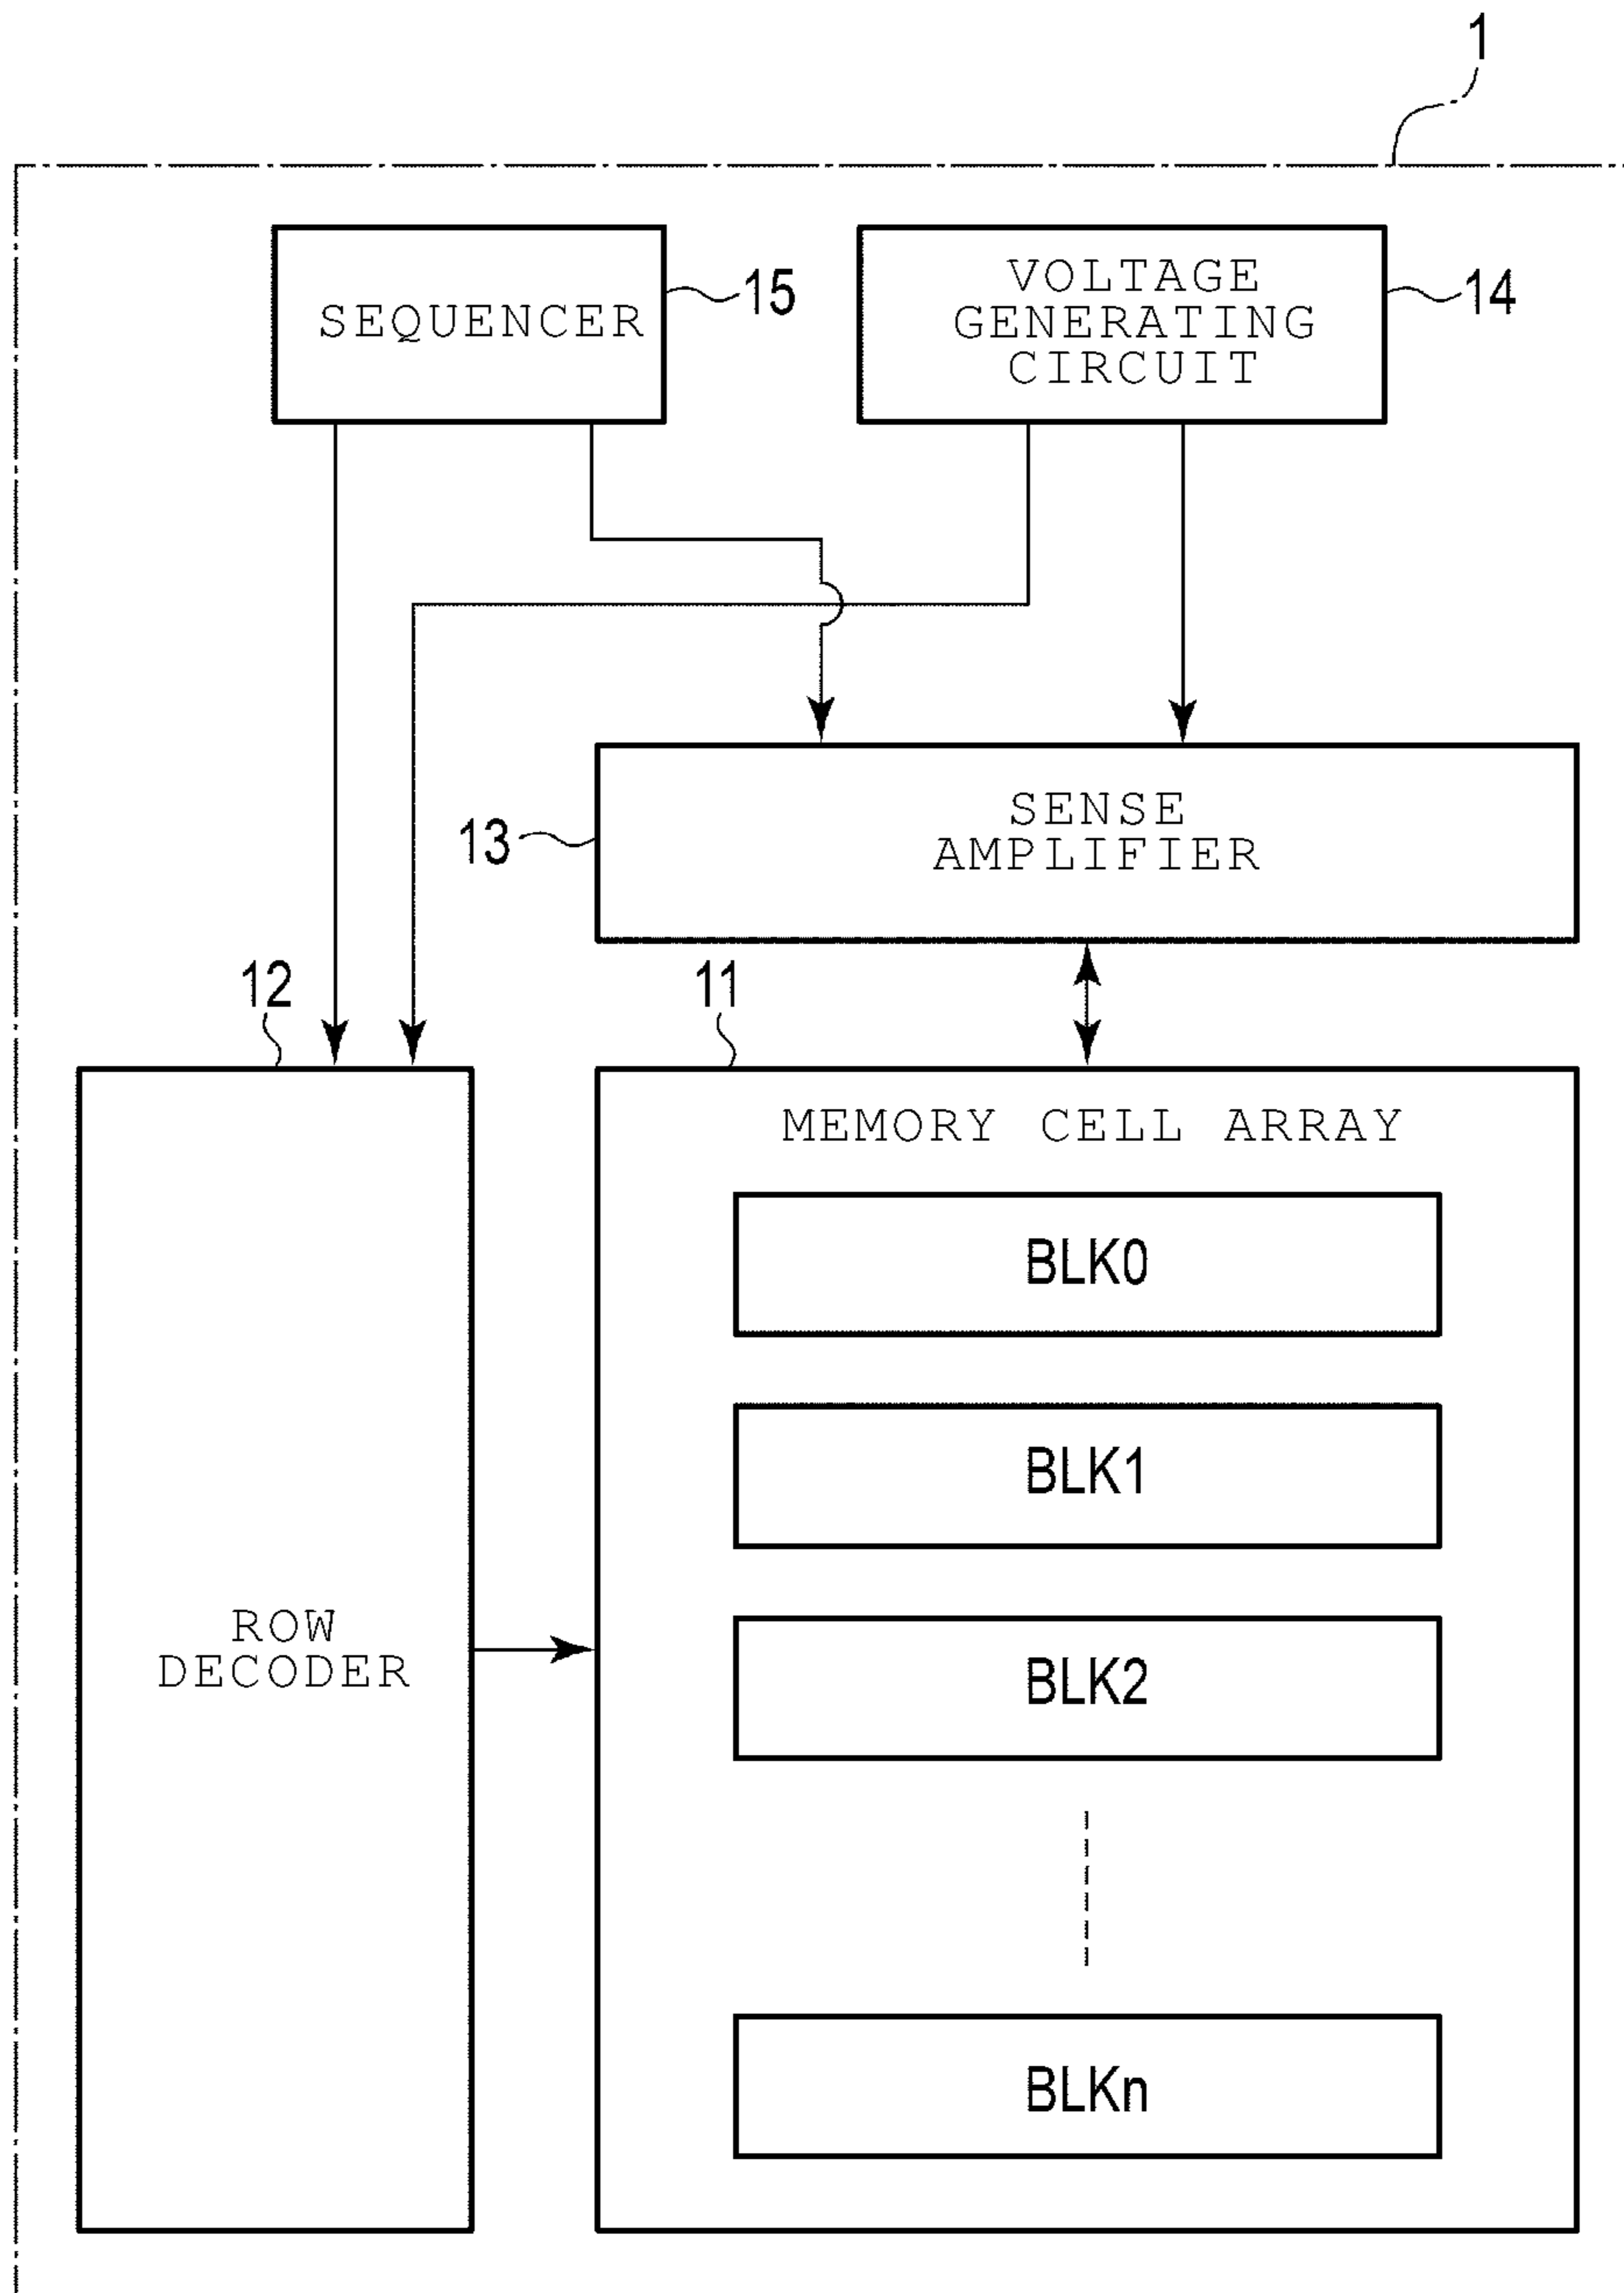 1
SEQUENCER
15
VOLTAGE
GENERATING
CIRCUIT
14
13
SENSE
AMPLIFIER
12
11
MEMORY CELL ARRAY
BLK0
BLK1
ROW
DECODER
BLK2
BLKn